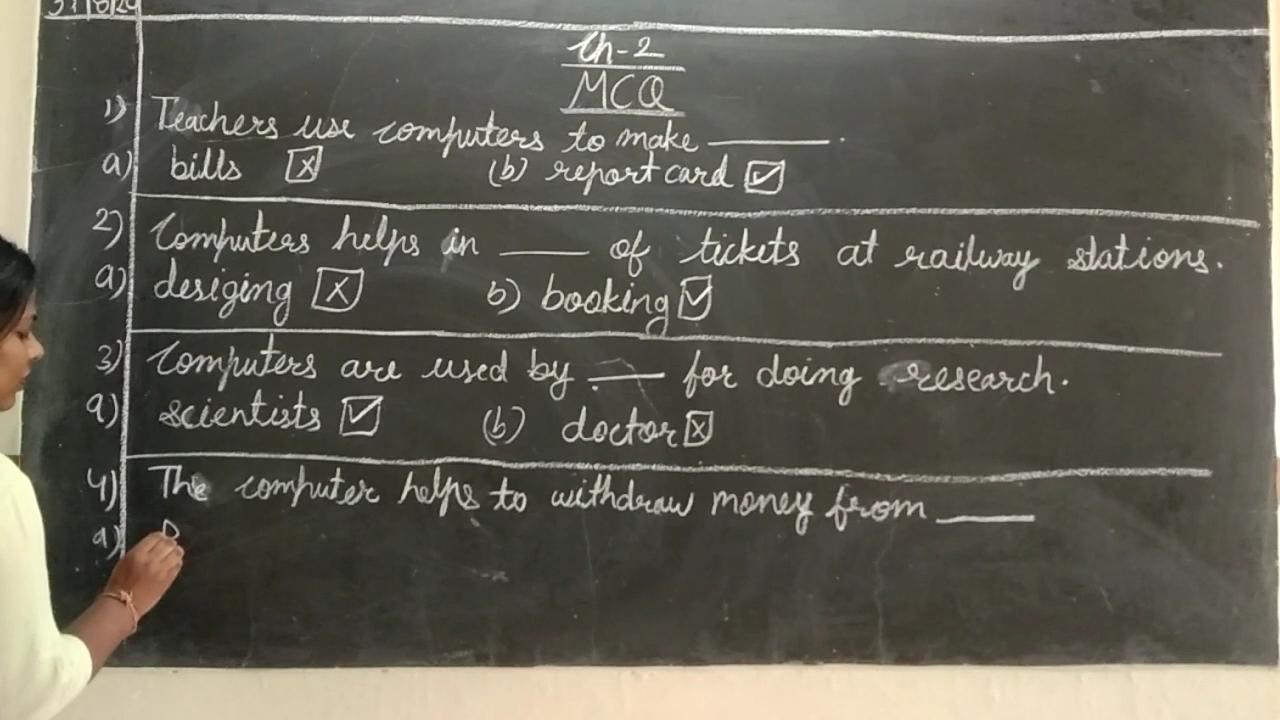 Ch-2
MCQ
1) Teachers use computers to make ______.
a) bills ☒ (b) report card ☑
2) Computers helps in ____ of tickets at railway stations.
a) desiging ☒ b) booking ☑
3) Computers are used by ____ for doing research.
a) scientists ☑ (b) doctor ☒
4) The computer helps to withdraw money from _____
a)